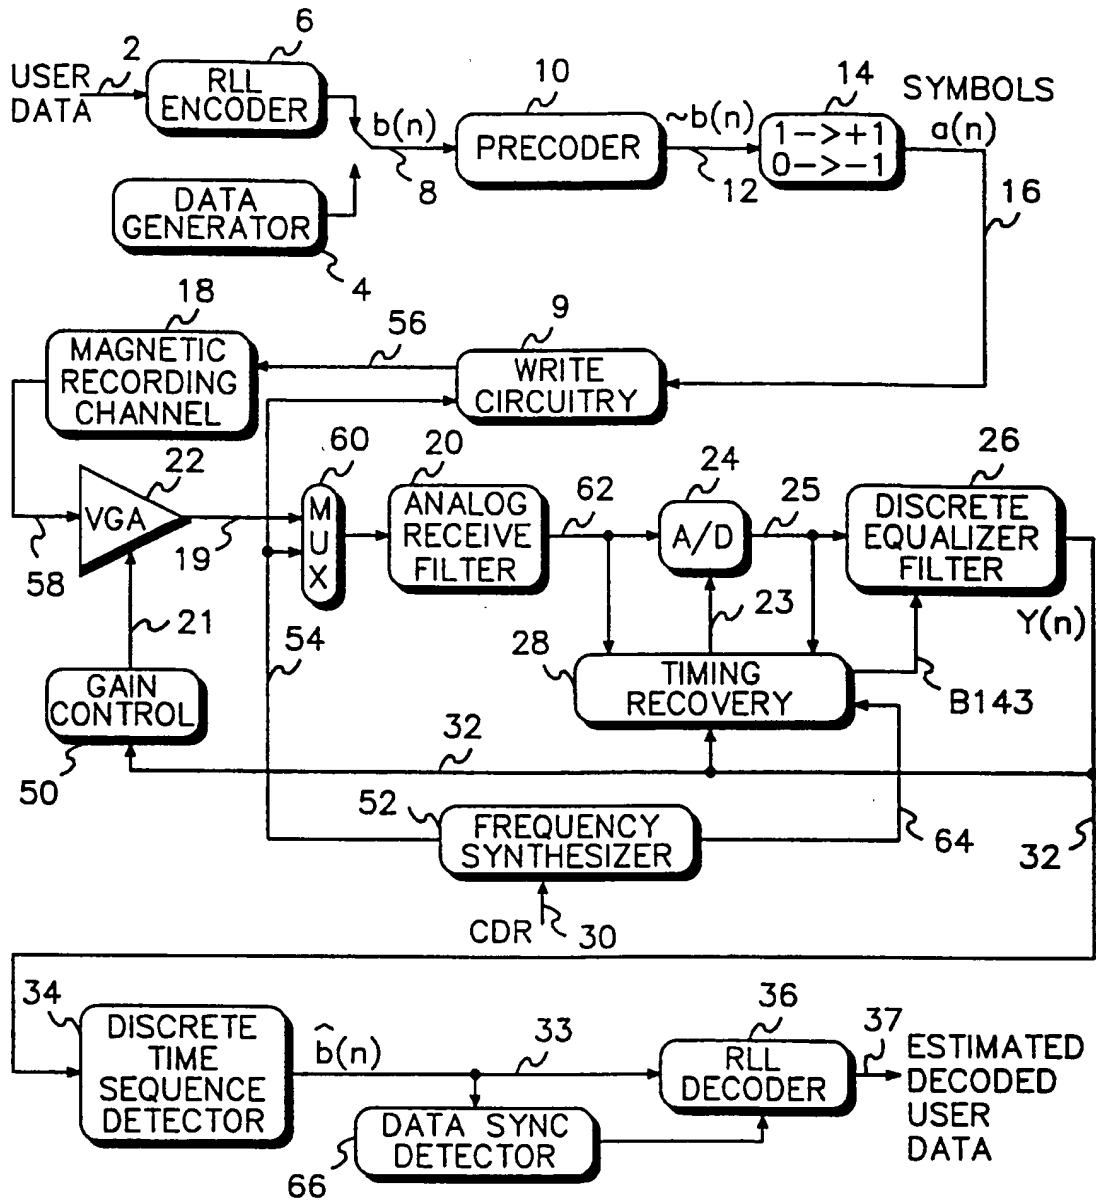 6
2
USER
DATA
RLL
ENCODER
10
14
SYMBOLS
b(n)
PRECODER
~b(n)
1->+1
0->-1
a(n)
8
12
16
DATA
GENERATOR
4
18
56
9
MAGNETIC
RECORDING
CHANNEL
WRITE
CIRCUITRY
22
60
20
62
24
25
26
VGA
MUX
ANALOG
RECEIVE
FILTER
A/D
DISCRETE
EQUALIZER
FILTER
58
19
21
54
23
Y(n)
28
TIMING
RECOVERY
B143
GAIN
CONTROL
50
32
52
FREQUENCY
SYNTHESIZER
64
32
CDR
30
34
DISCRETE
TIME
SEQUENCE
DETECTOR
b̂(n)
33
36
37
RLL
DECODER
ESTIMATED
DECODED
USER
DATA
DATA SYNC
DETECTOR
66